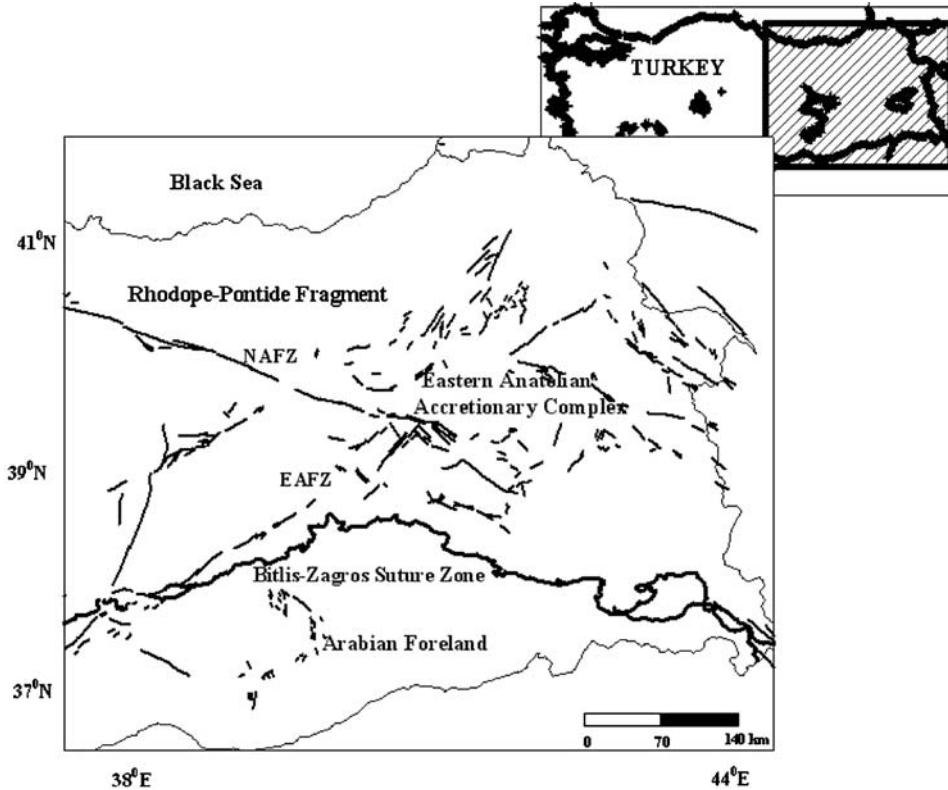 TURKEY
Black Sea
41⁰N
Rhodope-Pontide Fragment
NAFZ
Eastern Anatolian
Accretionary Complex
39⁰N
EAFZ
Bitlis-Zagros Suture Zone
Arabian Foreland
37⁰N
0 70 140 km
38⁰E 44⁰E